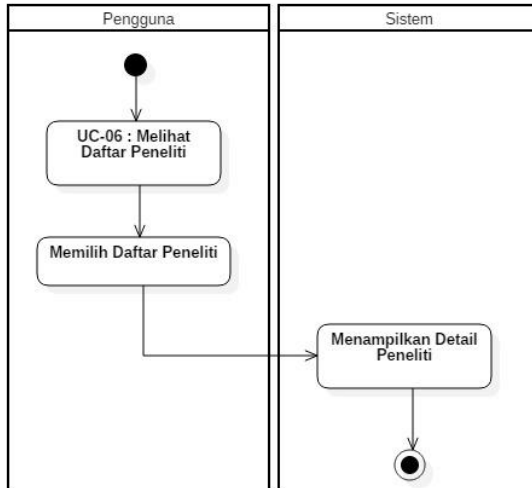 Pengguna
Sistem
UC-06 : Melihat
Daftar Peneliti
Memilih Daftar Peneliti
Menampilkan Detail
Peneliti